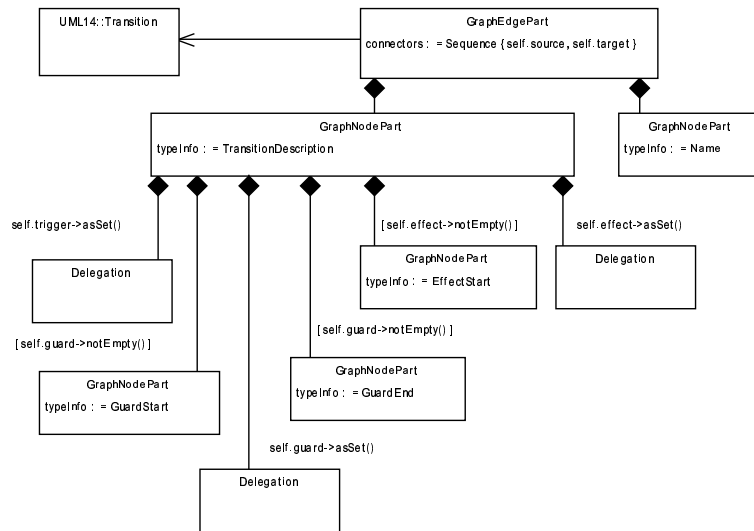 UML14::Transition
GraphEdgePart
connectors : = Sequence { self.source, self.target }
GraphNodePart
typeInfo : = TransitionDescription
GraphNodePart
typeInfo : = Name
self.trigger->asSet()
[ self.effect->notEmpty() ]
self.effect->asSet()
Delegation
GraphNodePart
typeInfo : = EffectStart
Delegation
[ self.guard->notEmpty() ]
[ self.guard->notEmpty() ]
GraphNodePart
typeInfo : = GuardStart
GraphNodePart
typeInfo : = GuardEnd
self.guard->asSet()
Delegation